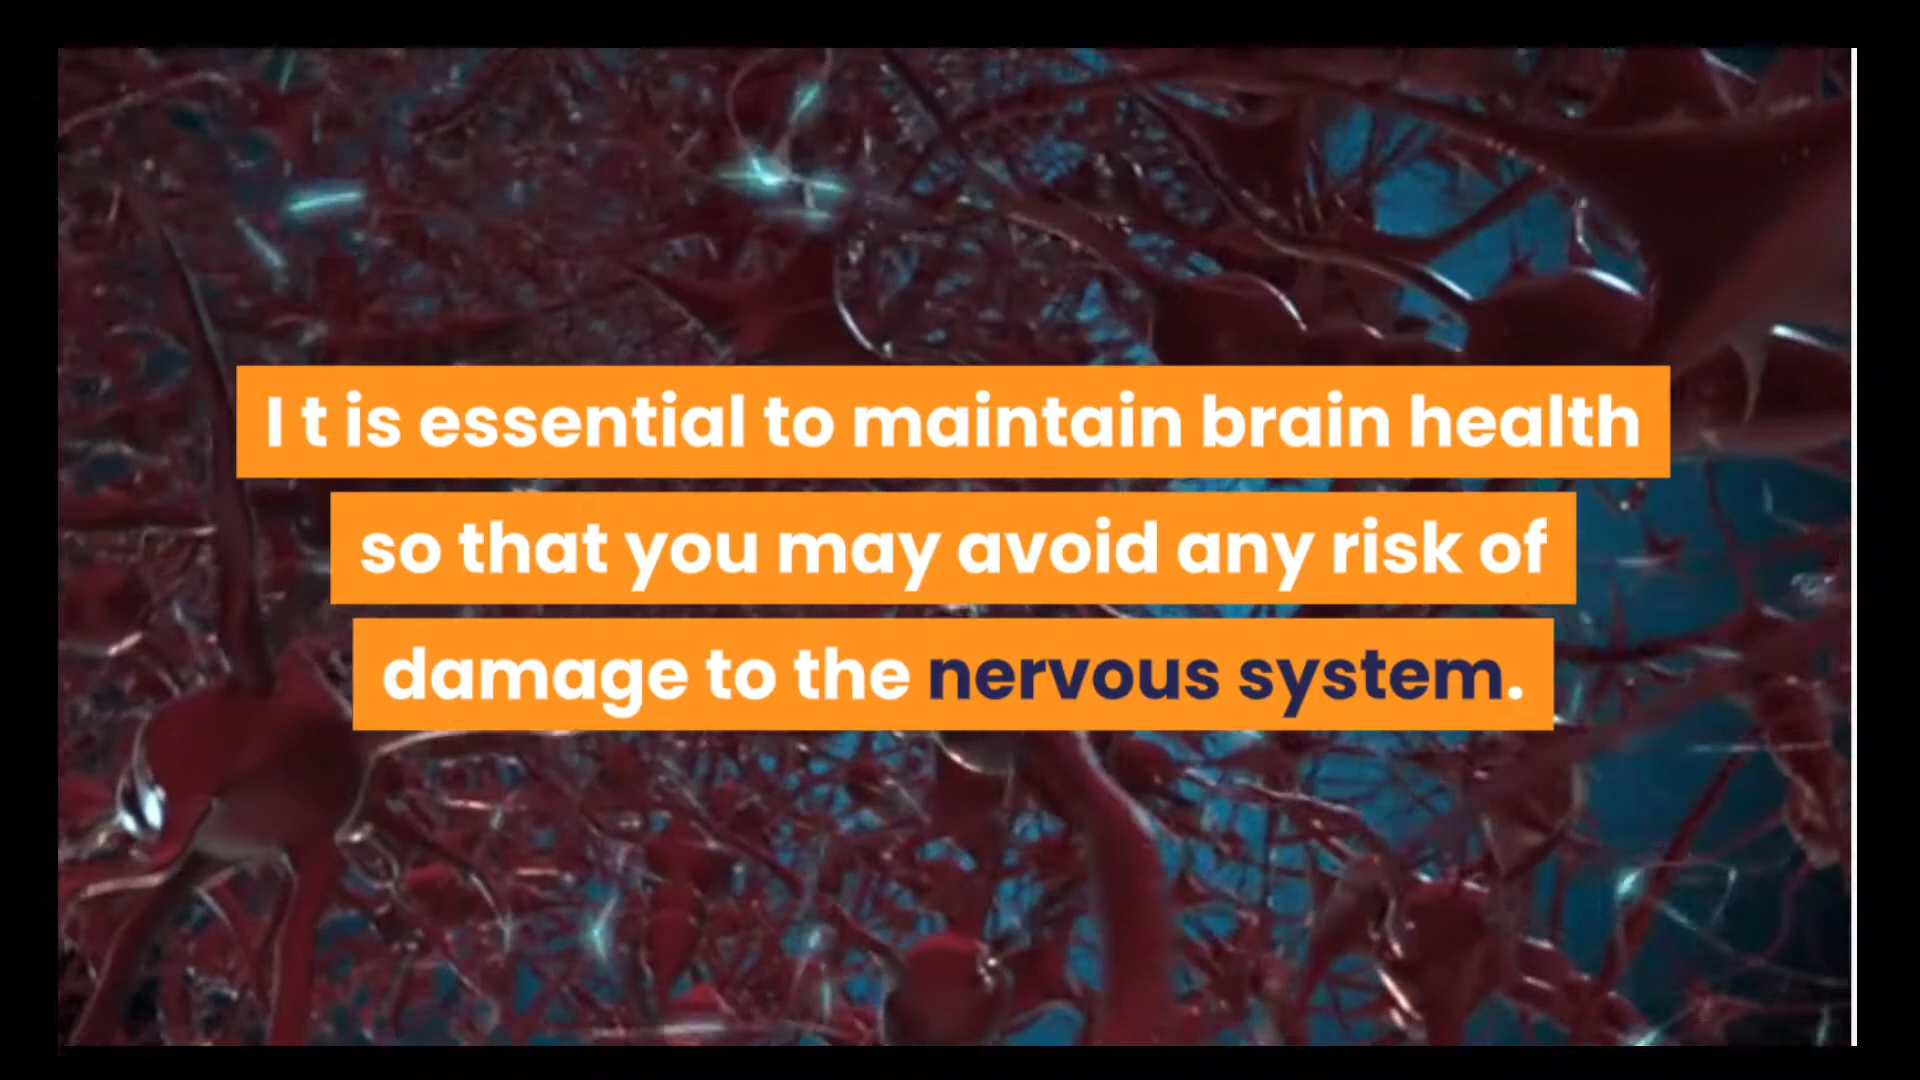 I t is essential to maintain brain health
so that you may avoid any risk of
damage to the nervous system.